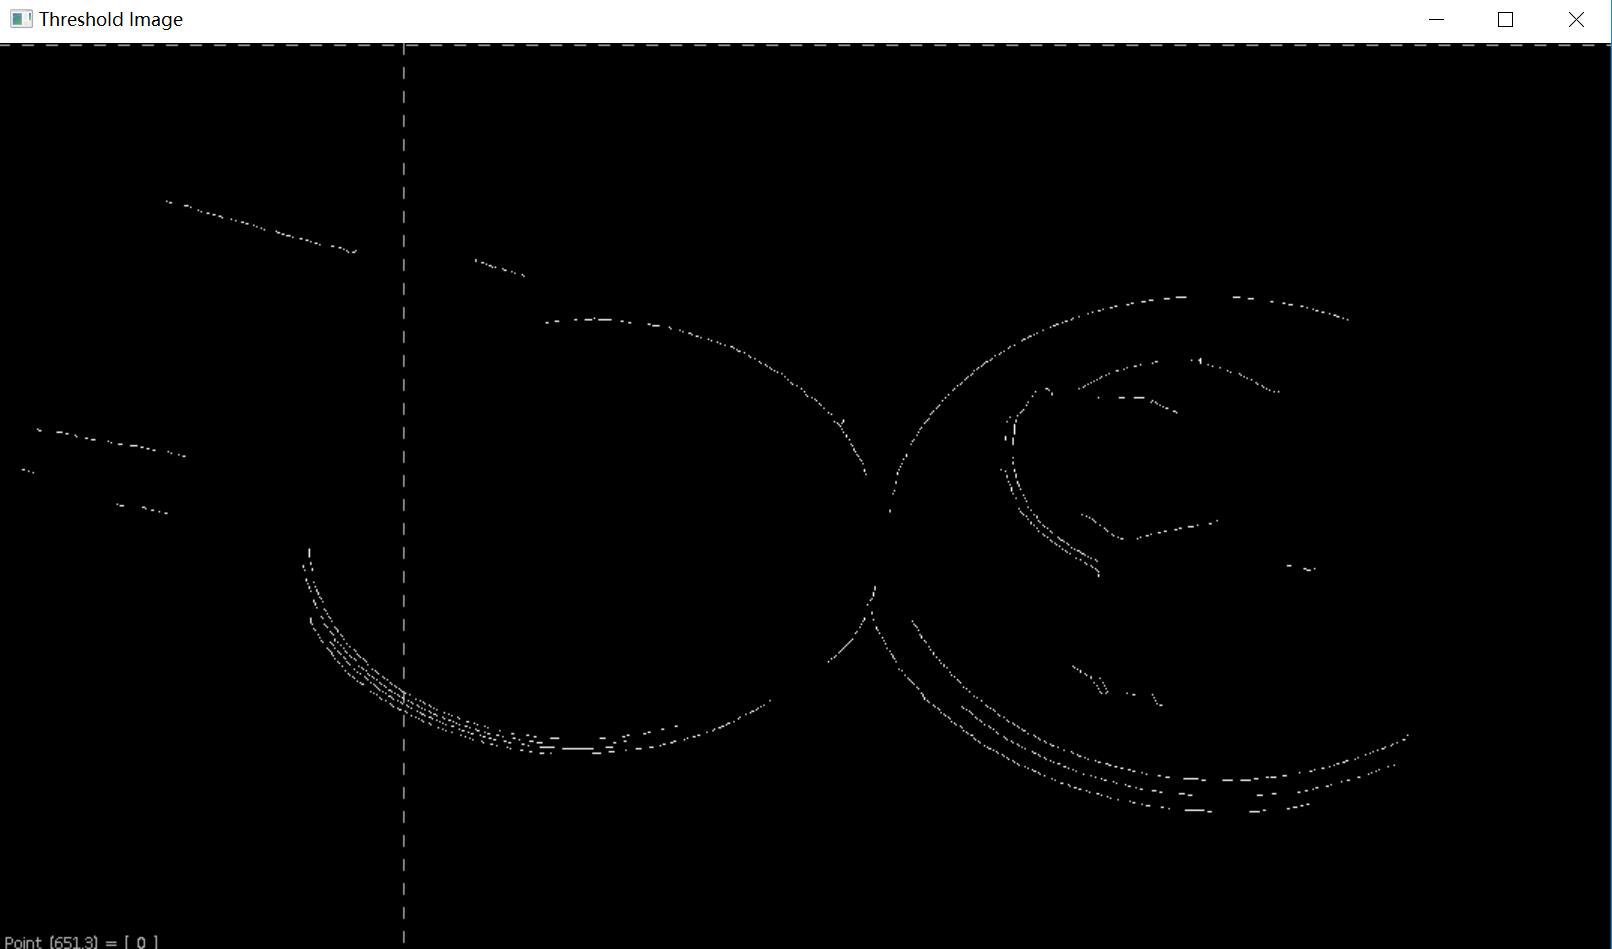 Threshold Image
Point (651,3) = [ 0 ]